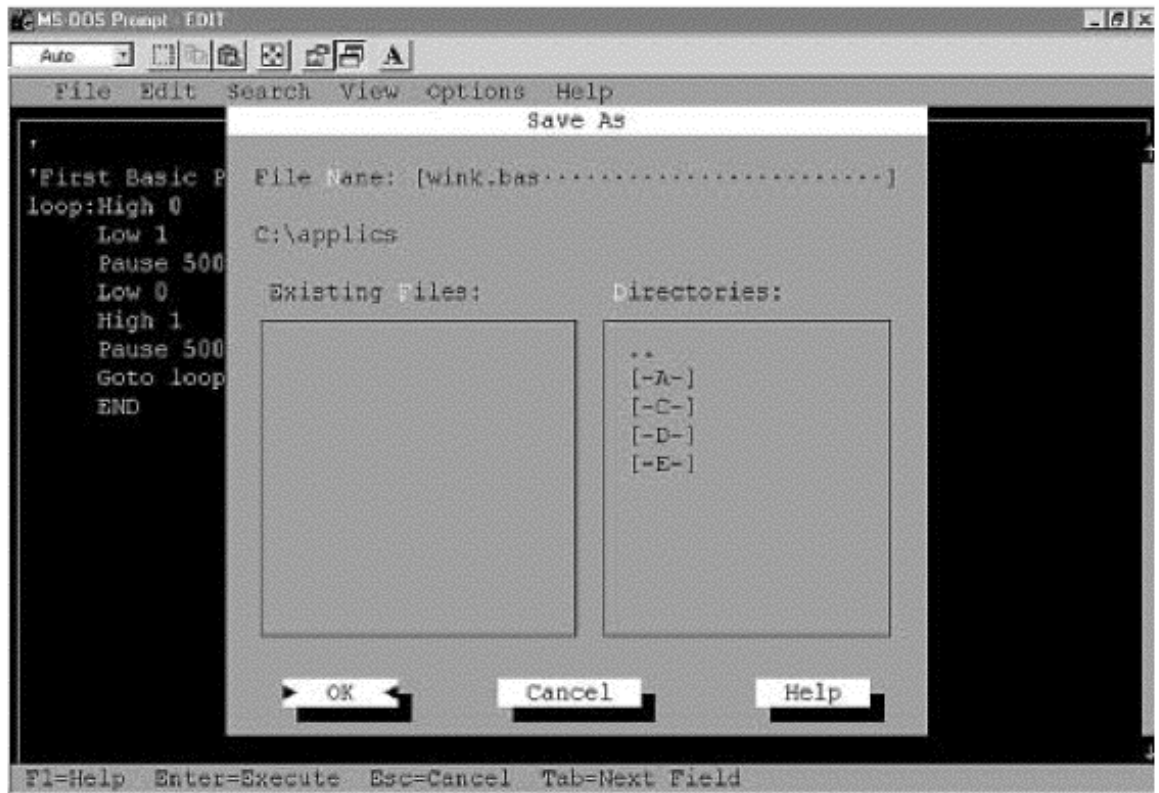 MS-DOS Prompt - EDIT
Auto A
File Edit Search View Options Help
Save As
'
'First Basic P
File Name: [wink.bas·························]
loop:High 0
Low 1
C:\applics
Pause 500
Low 0
Existing Files: Directories:
High 1
Pause 500
..
Goto loop
[-A-]
END
[-C-]
[-D-]
[-E-]
OK Cancel Help
F1=Help Enter=Execute Esc=Cancel Tab=Next Field